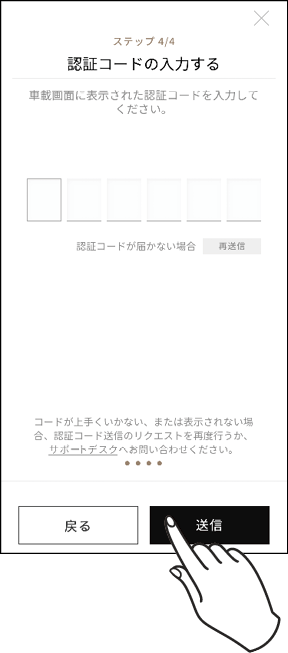 ステップ 4/4
認証コードの入力する
車載画面に表示された認証コードを入力して
ください。
認証コードが届かない場合 再送信
コードが上手くいかない、または表示されない場
合、認証コード送信のリクエストを再度行うか、
サポートデスクへお問い合わせください。
戻る 送信